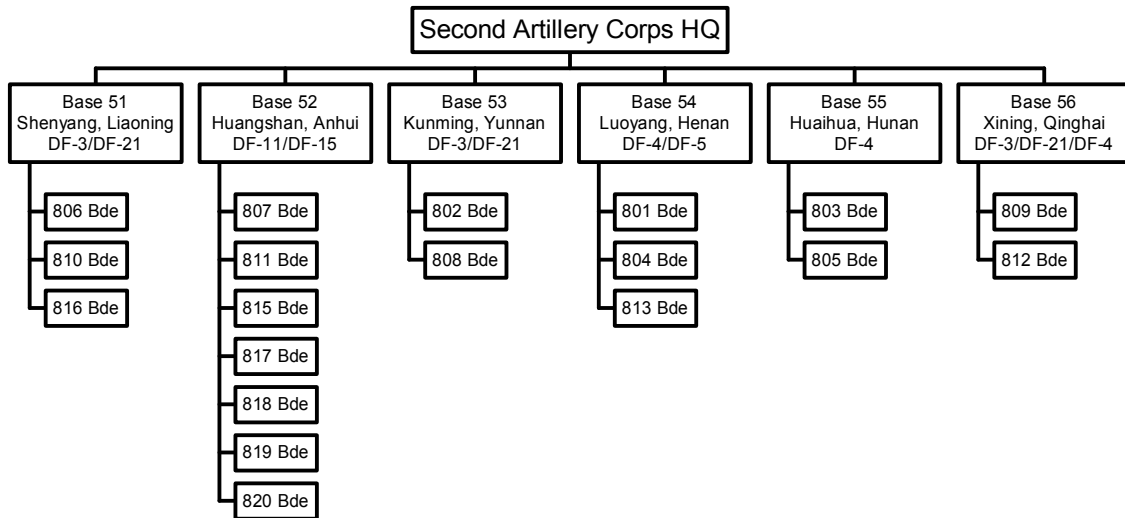 Second Artillery Corps HQ
Base 51
Shenyang, Liaoning
DF-3/DF-21
806 Bde
810 Bde
816 Bde
Base 52
Huangshan, Anhui
DF-11/DF-15
807 Bde
811 Bde
815 Bde
817 Bde
818 Bde
819 Bde
820 Bde
Base 53
Kunming, Yunnan
DF-3/DF-21
802 Bde
808 Bde
Base 54
Luoyang, Henan
DF-4/DF-5
801 Bde
804 Bde
813 Bde
Base 55
Huaihua, Hunan
DF-4
803 Bde
805 Bde
Base 56
Xining, Qinghai
DF-3/DF-21/DF-4
809 Bde
812 Bde